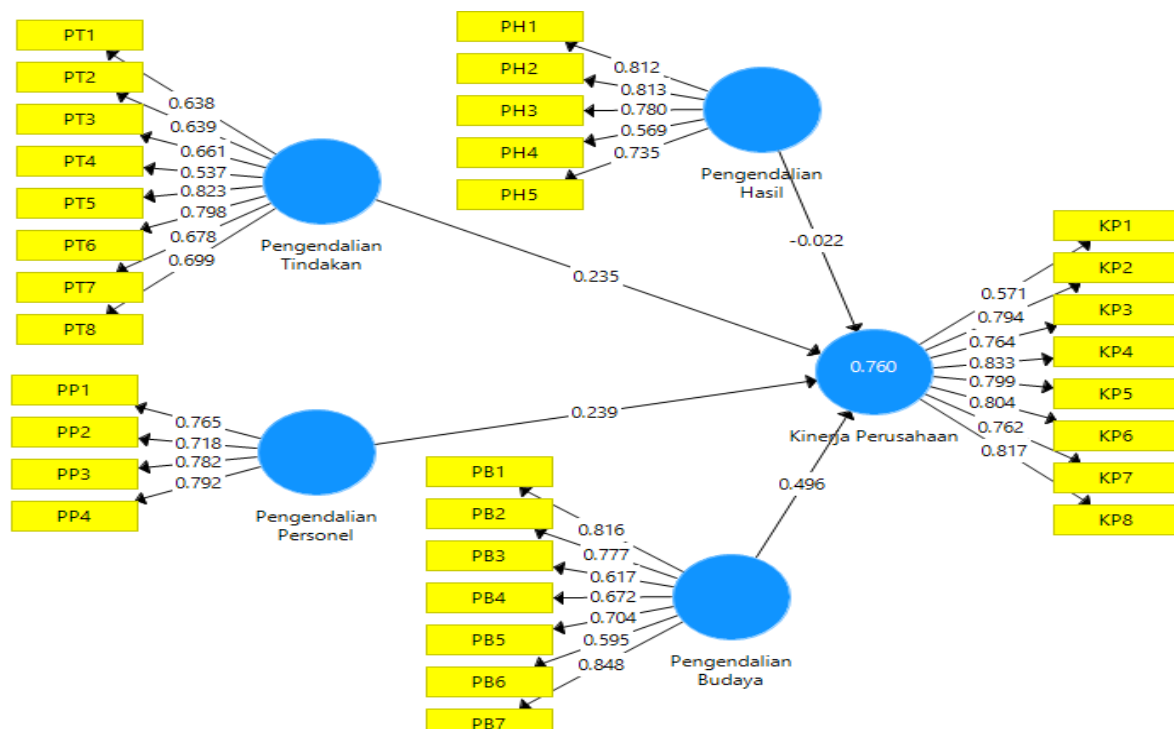 PT1
PT2
PT3
PT4
PT5
PT6
PT7
PT8
0.638
0.639
0.661
0.537
0.823
0.798
0.678
0.699
Pengendalian
Tindakan
PH1
PH2
PH3
PH4
PH5
0.812
0.813
0.780
0.569
0.735
Pengendalian
Hasil
-0.022
0.235
PP1
PP2
PP3
PP4
0.765
0.718
0.782
0.792
Pengendalian
Personel
0.239
PB1
PB2
PB3
PB4
PB5
PB6
PB7
0.816
0.777
0.617
0.672
0.704
0.595
0.848
Pengendalian
Budaya
0.496
0.760
Kinerja Perusahaan
0.571
0.794
0.764
0.833
0.799
0.804
0.762
0.817
KP1
KP2
KP3
KP4
KP5
KP6
KP7
KP8